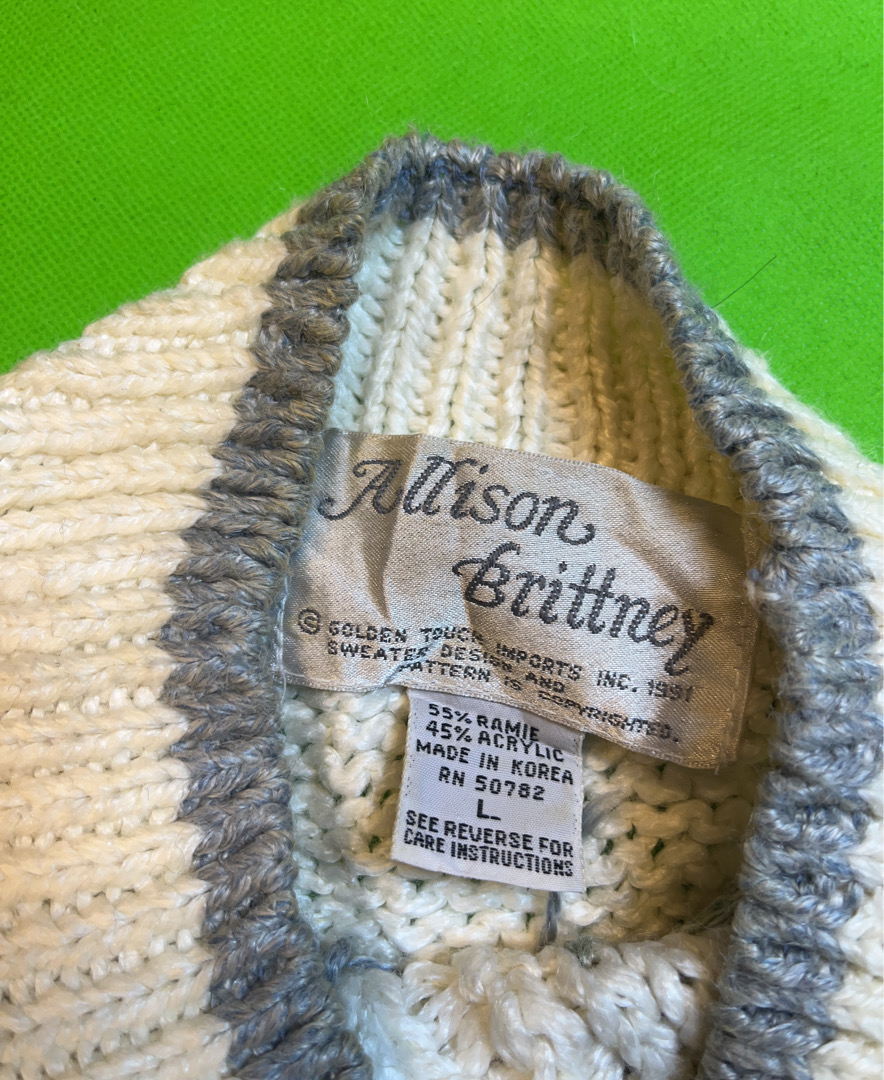 Allison
Brittney
© GOLDEN TOUCH IMPORTS INC. 1991
SWEATER DESIGN AND
PATTERN IS COPYRIGHTED.
55% RAMIE
45% ACRYLIC
MADE IN KOREA
RN 50782
L
SEE REVERSE FOR
CARE INSTRUCTIONS